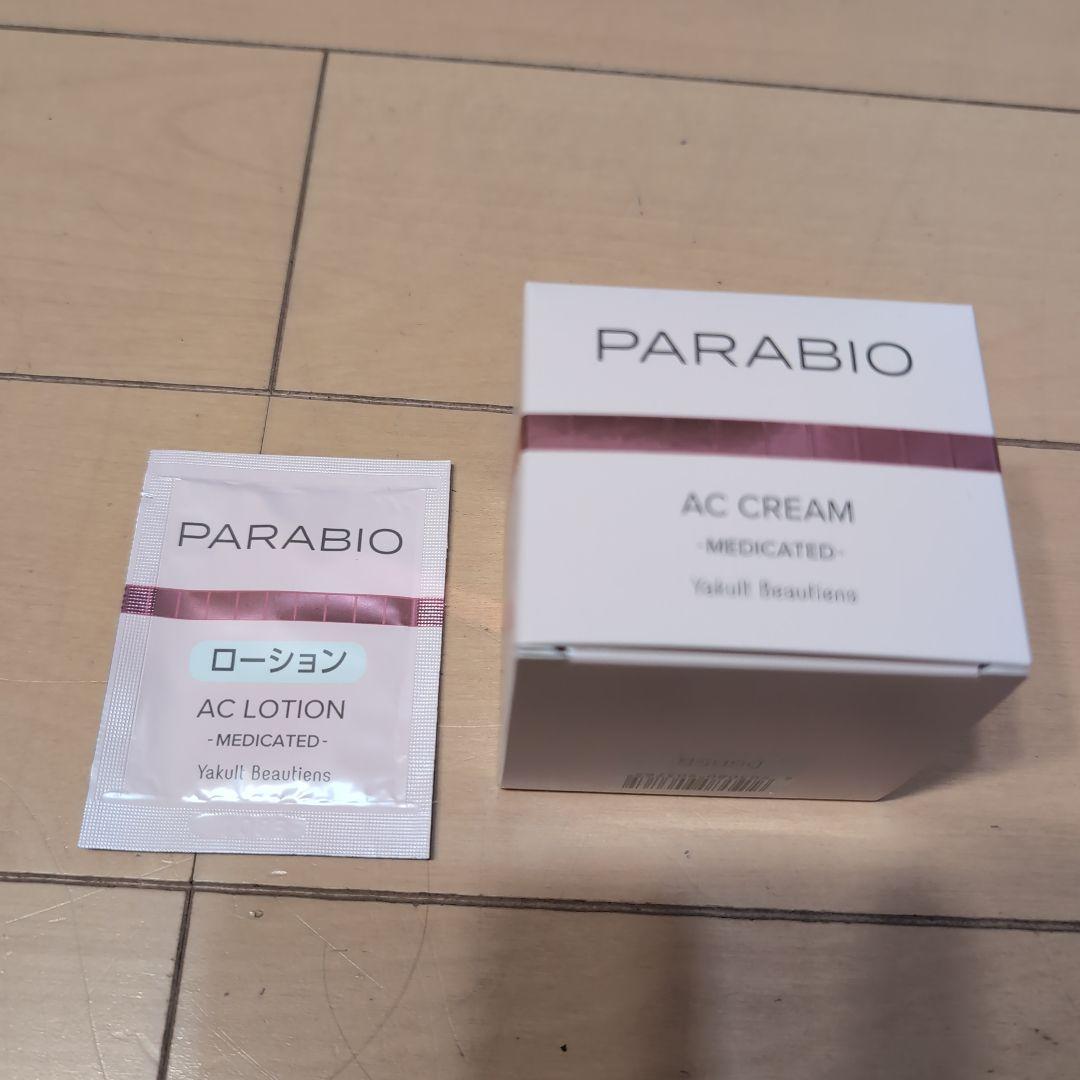 PARABIO
ローション
AC LOTION
-MEDICATED-
Yakult Beautiens
PARABIO
AC CREAM
-MEDICATED-
Yakult Beautiens